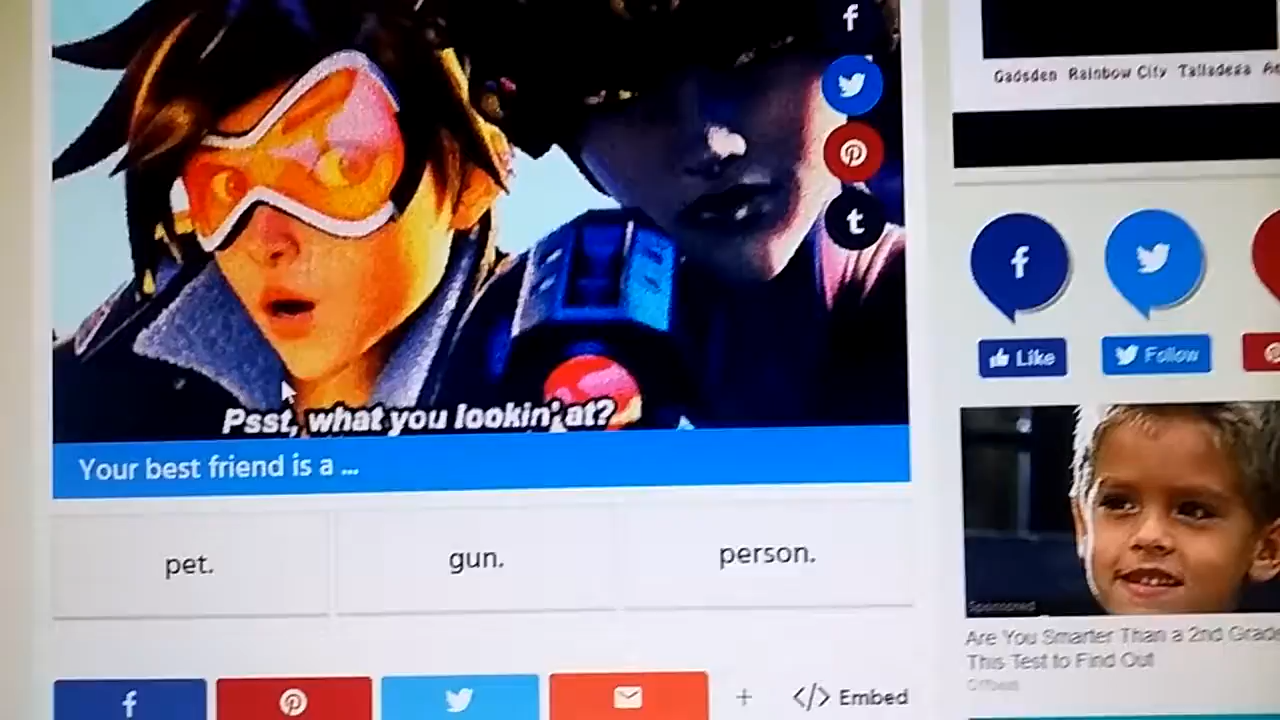 Gadsden Rainbow City Talladega
Like
Follow
Psst, what you lookin' at?
Your best friend is a ...
pet.
gun.
person.
Sponsored
Are You Smarter Than a 2nd
This Test to Find Out
+ </> Embed